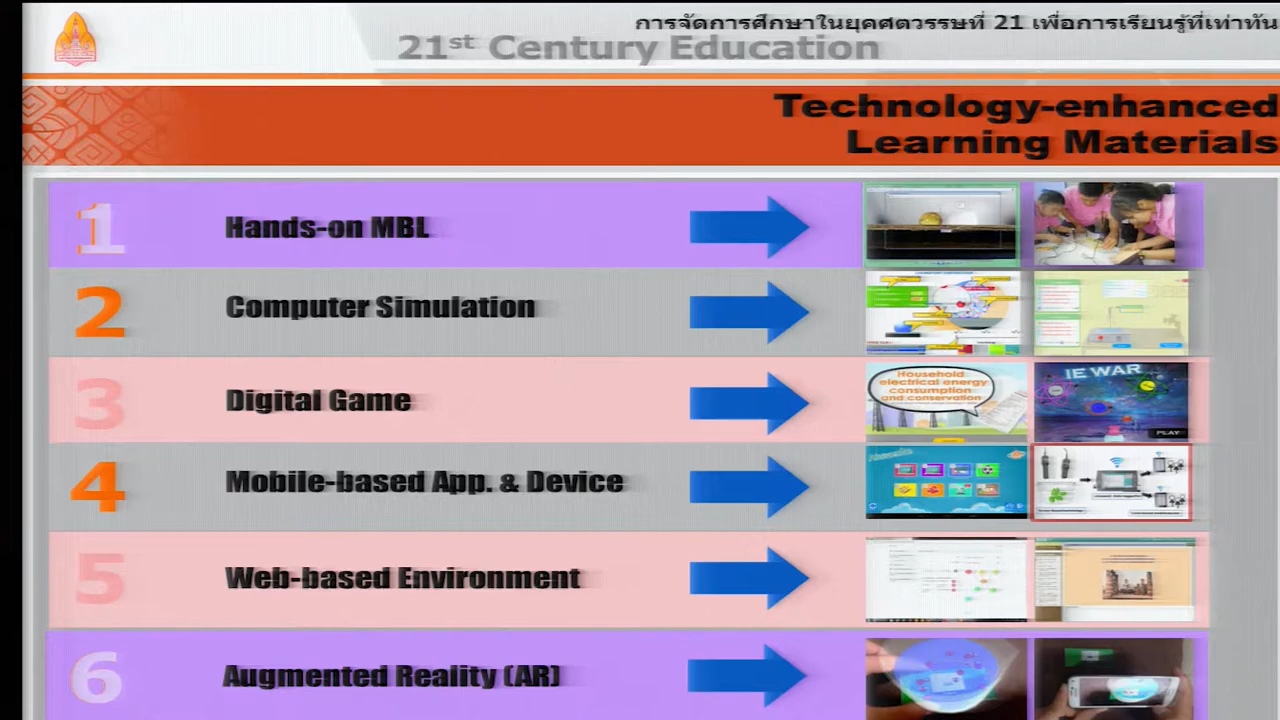 การจัดการศึกษาในยุคศตวรรษที่ 21 เพื่อการเรียนรู้ที่เท่าทัน
21st Century Education
Technology-enhanced
Learning Materials
1 Hands-on MBL
2 Computer Simulation
3 Digital Game
Household
electrical energy
consumption
and conservation
IE WAR
PLAY
4 Mobile-based App. & Device
5 Web-based Environment
6 Augmented Reality (AR)